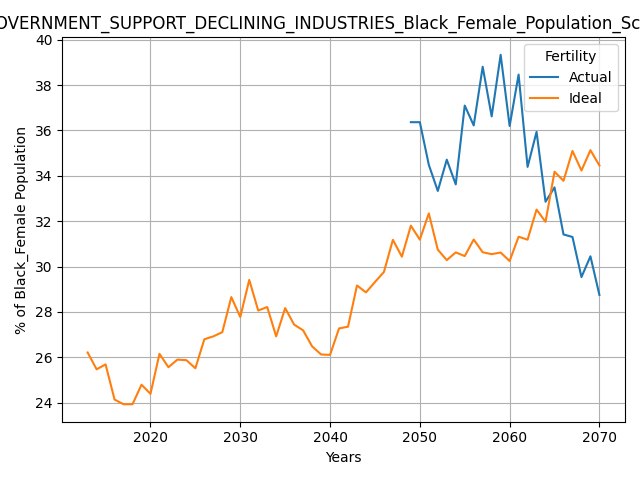 OVERNMENT_SUPPORT_DECLINING_INDUSTRIES_Black_Female_Population_Sc
Fertility
Actual
Ideal
40
38
36
34
32
30
28
26
24
% of Black_Female Population
2020 2030 2040 2050 2060 2070
Years